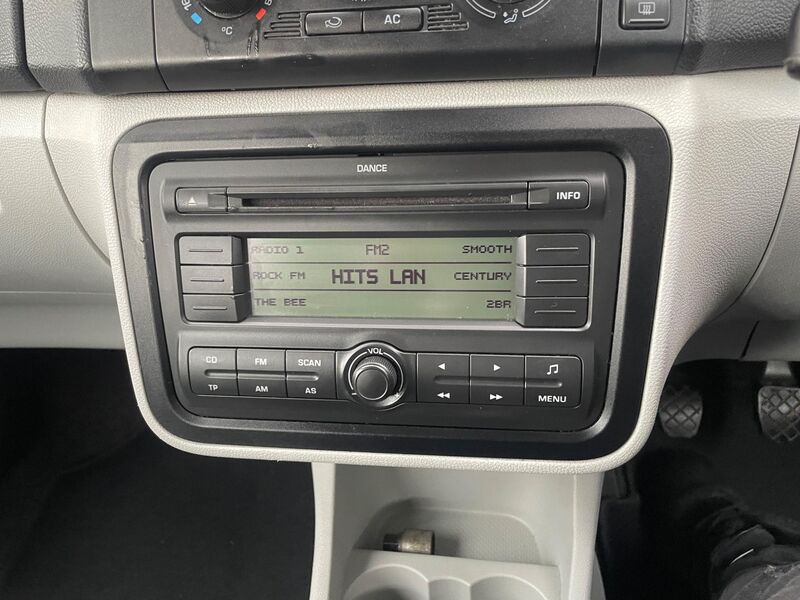 °C
AC
DANCE
INFO
RADIO 1 FM2 SMOOTH
ROCK FM HITS LAN CENTURY
THE BEE 2BR
CD FM SCAN VOL
TP AM AS MENU